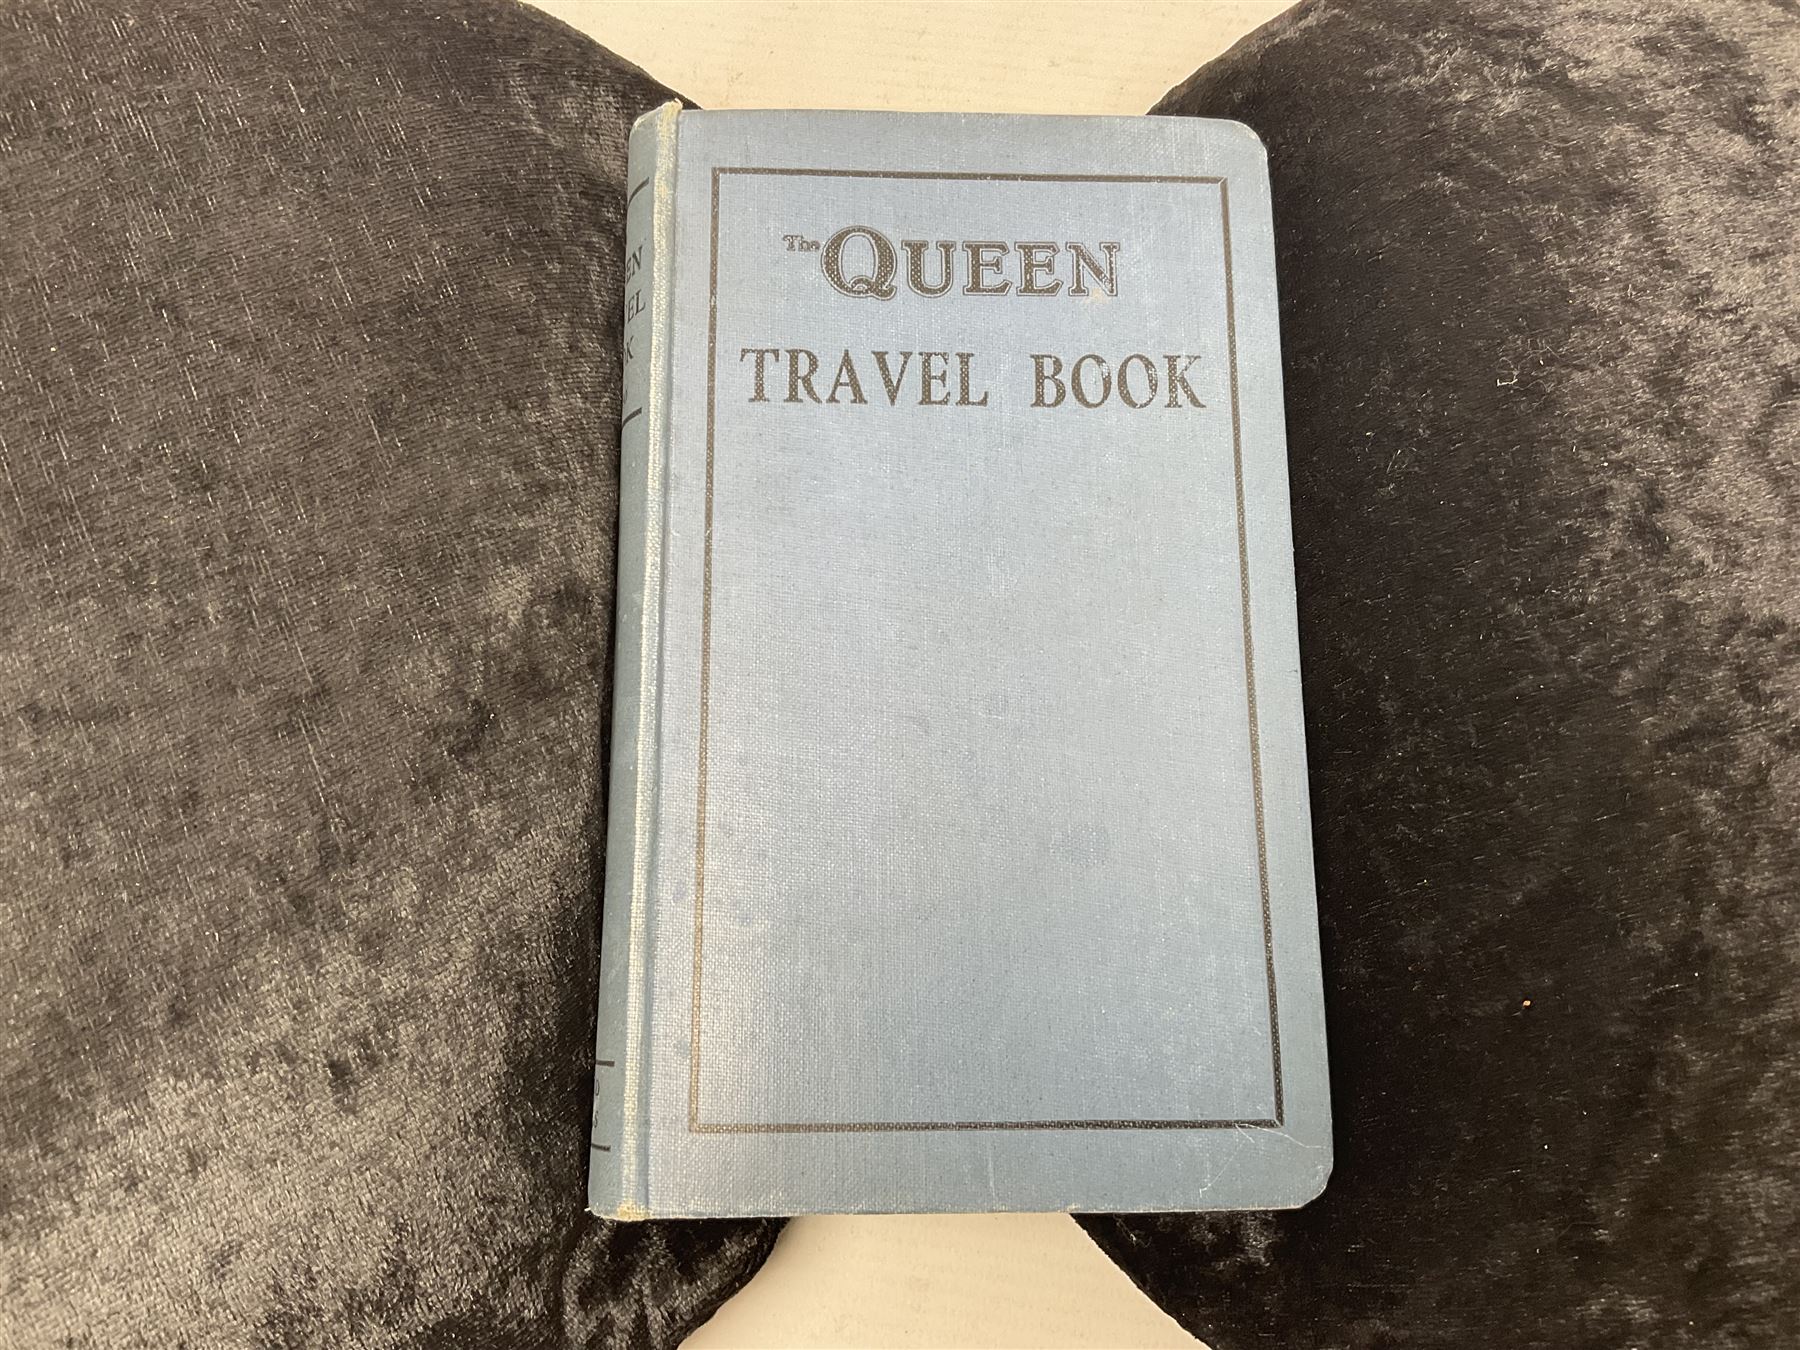 The QUEEN
TRAVEL BOOK